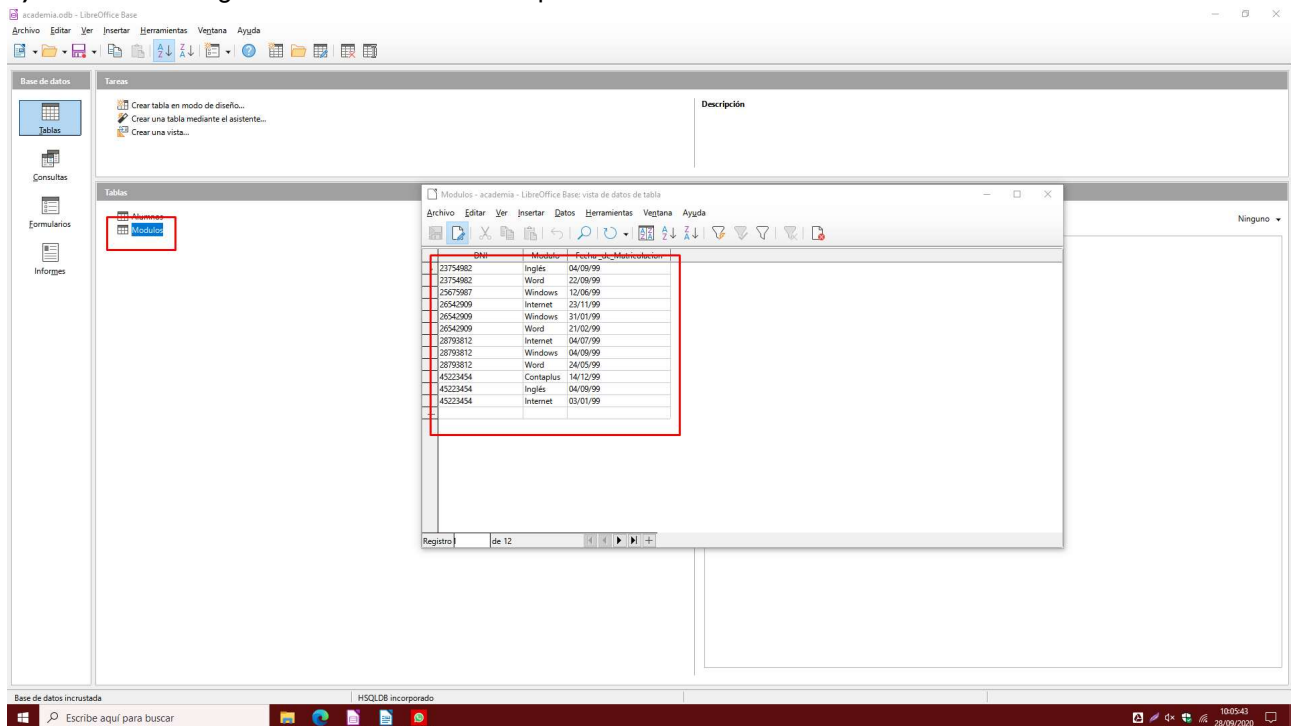 academia.odb - LibreOffice Base
Archivo Editar Ver Insertar Herramientas Ventana Ayuda
Base de datos
Tareas
Tablas
Consultas
Formularios
Informes
Crear tabla en modo de diseño...
Crear una tabla mediante el asistente...
Crear una vista...
Descripción
Tablas
Alumnos
Modulos
Ninguno
Modulos - academia - LibreOffice Base: vista de datos de tabla
Archivo Editar Ver Insertar Datos Herramientas Ventana Ayuda
DNI Modulo Fecha_de_Matriculacion
23754982 Inglés 04/09/99
23754982 Word 22/09/99
25675987 Windows 12/06/99
26542909 Internet 23/11/99
26542909 Windows 31/01/99
26542909 Word 21/02/99
28793812 Internet 04/07/99
28793812 Windows 04/09/99
28793812 Word 24/05/99
45223454 Contaplus 14/12/99
45223454 Inglés 04/09/99
45223454 Internet 03/01/99
Registro 1 de 12
Base de datos incrustada HSQLDB incorporado
Escribe aquí para buscar
10:05:43
28/09/2020